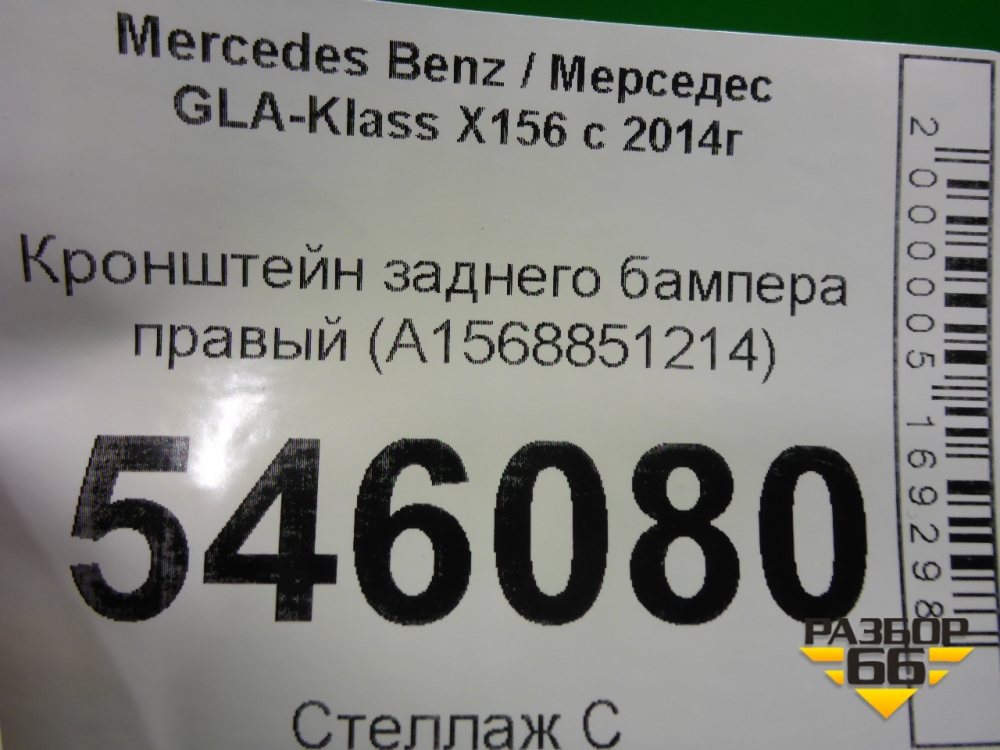 Mercedes Benz / Мерседес
GLA-Klass X156 с 2014г
Кронштейн заднего бампера
правый (A1568851214)
546080
Стеллаж С
2000005169298
РАЗБОР
66